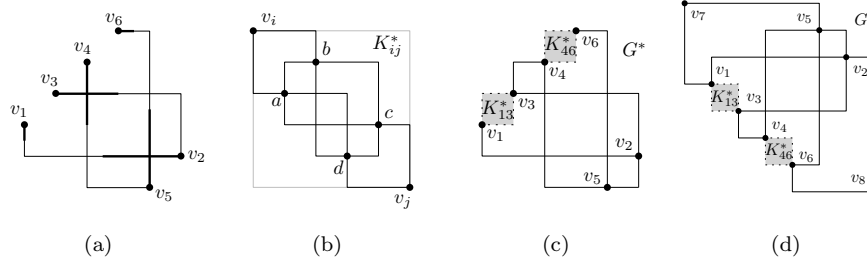 v₆
v₄
v₃
v₁
v₂
v₅
(a)
vᵢ
K*ᵢⱼ
b
a
c
d
vⱼ
(b)
K*₄₆
v₆
G*
v₄
K*₁₃
v₃
v₁
v₂
v₅
(c)
v₇
v₅
G
v₂
v₁
K*₁₃
v₃
v₄
K*₄₆
v₆
v₈
(d)